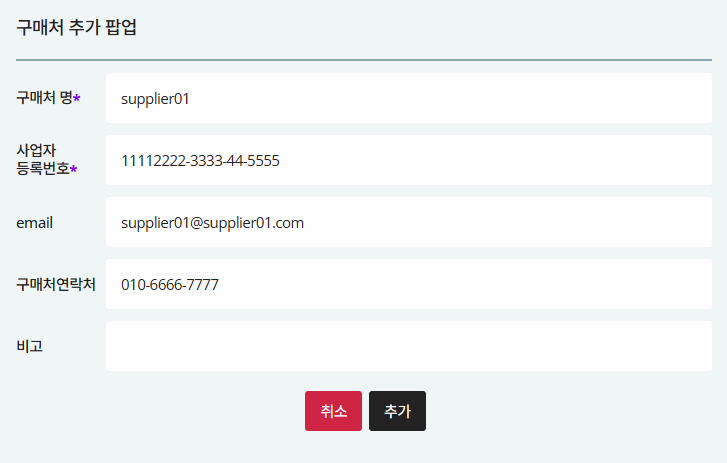 구매처 추가 팝업
구매처 명*
supplier01
사업자
등록번호*
11112222-3333-44-5555
email
supplier01@supplier01.com
구매처연락처
010-6666-7777
비고
취소
추가